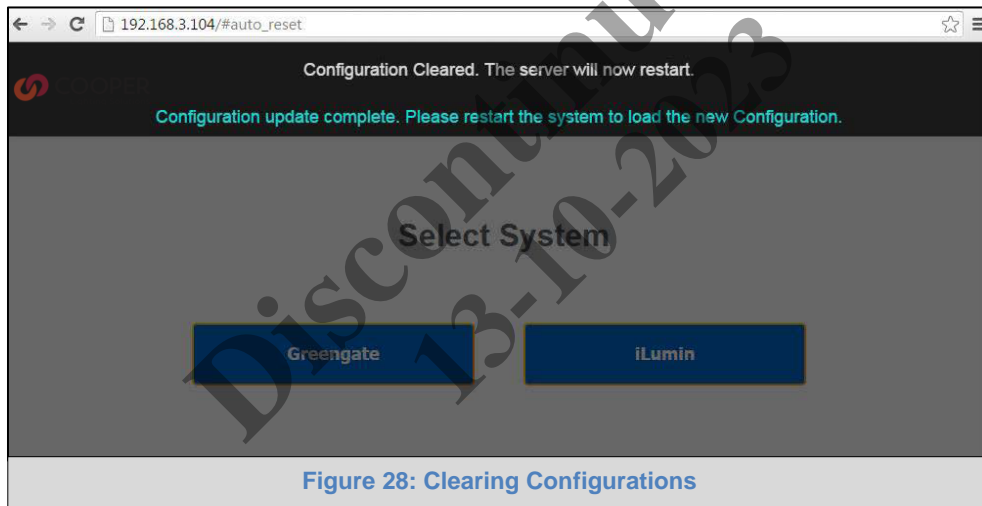 192.168.3.104/#auto_reset
COOPER
Configuration Cleared. The server will now restart.
Configuration update complete. Please restart the system to load the new Configuration.
Select System
Greengate
iLumin
Discontinu
13-10-2023
Figure 28: Clearing Configurations